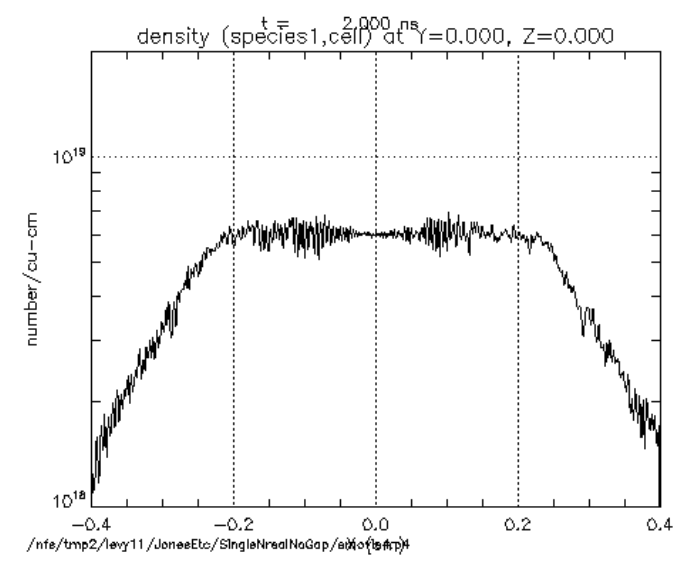 t = 2.000 ns
density (species1,cell) at Y=0.000, Z=0.000
10¹⁹
number/cu-cm
10¹⁸
-0.4 -0.2 0.0 0.2 0.4
/nfs/tmp2/levy11/JonesEtc/SingleNrealNoGap/